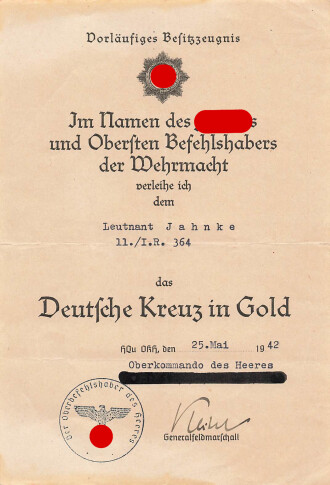 Vorläufiges Besitzzeugnis
Im Namen des s
und Obersten Befehlshabers
der Wehrmacht
verleihe ich
dem
Leutnant J a h n k e
11./I.R. 364
das
Deutsche Kreuz in Gold
HQu OKH, den 25.Mai 1942
Oberkommando des Heeres
Der Oberbefehlshaber des Heeres
Generalfeldmarschall